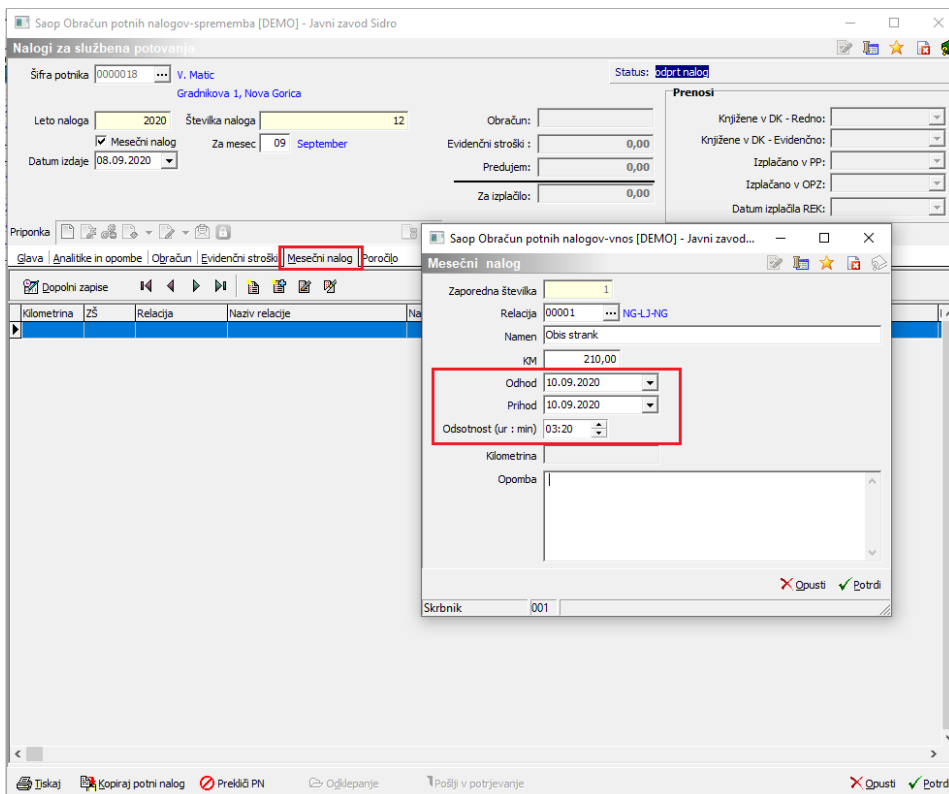 Saop Obračun potnih nalogov-sprememba [DEMO] - Javni zavod Sidro
Nalogi za službena potovanja
Šifra potnika 0000018 ... V. Matic
Status: odprt nalog
Gradnikova 1, Nova Gorica
Prenosi
Leto naloga 2020 Številka naloga 12
Obračun:
Knjižene v DK - Redno:
Mesečni nalog Za mesec 09 September
Evidenčni stroški : 0,00
Knjižene v DK - Evidenčno:
Datum izdaje 08.09.2020
Predujem: 0,00
Izplačano v PP:
Za izplačilo: 0,00
Izplačano v OPZ:
Datum izplačila REK:
Priponka
Glava Analitike in opombe Obračun Evidenčni stroški Mesečni nalog Poročilo
Dopolni zapise
Kilometrina ZŠ Relacija Naziv relacije Na
Saop Obračun potnih nalogov-vnos [DEMO] - Javni zavod...
Mesečni nalog
Zaporedna številka 1
Relacija 00001 ... NG-LJ-NG
Namen Obis strank
KM 210,00
Odhod 10.09.2020
Prihod 10.09.2020
Odsotnost (ur : min) 03:20
Kilometrina
Opomba
Opusti Potrdi
Skrbnik 001
Tiskaj Kopiraj potni nalog Prekliči PN Odklepanje Pošlji v potrjevanje Opusti Potrd